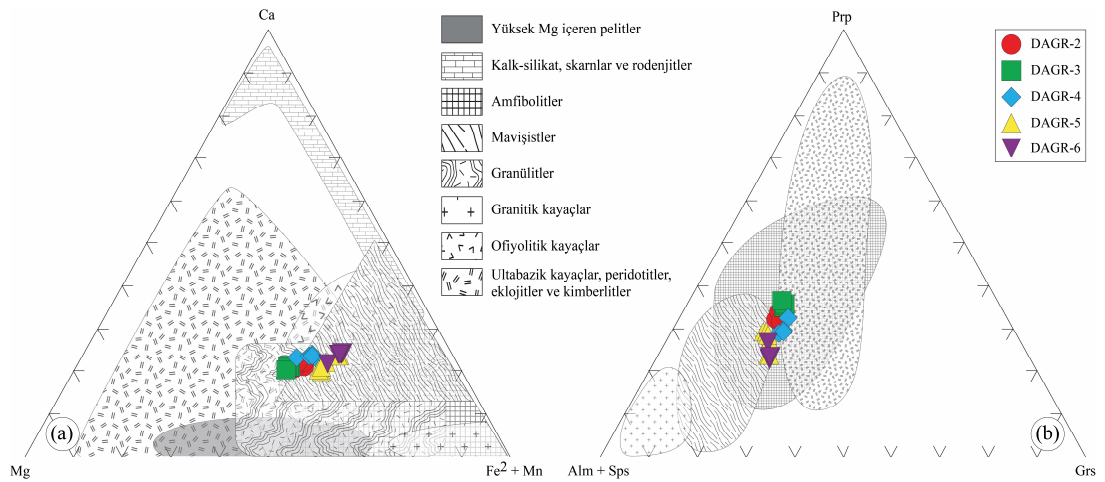 Ca
Mg
Fe² + Mn
(a)
Yüksek Mg içeren pelitler
Kalk-silikat, skarnlar ve rodenjitler
Amfibolitler
Mavişistler
Granülitler
Granitik kayaçlar
Ofiyolitik kayaçlar
Ultabazik kayaçlar, peridotitler,
eklojitler ve kimberlitler
Prp
Alm + Sps
Grs
(b)
DAGR-2
DAGR-3
DAGR-4
DAGR-5
DAGR-6